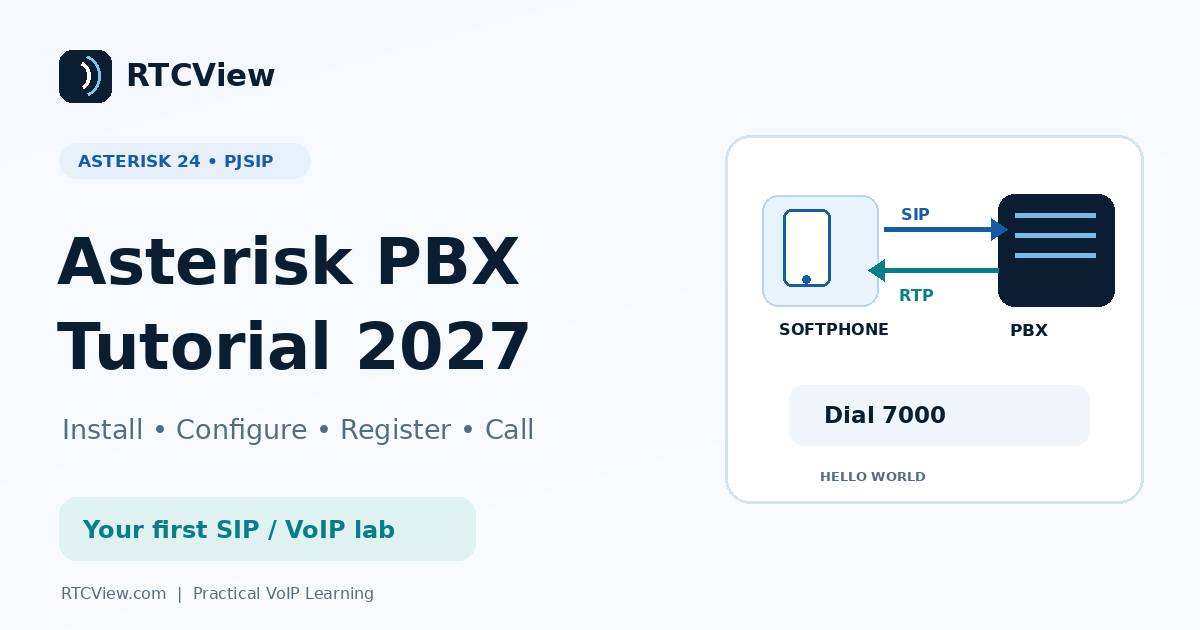 RTCView
ASTERISK 24 • PJSIP
Asterisk PBX
Tutorial 2027
Install • Configure • Register • Call
Your first SIP / VoIP lab
RTCView.com | Practical VoIP Learning
SIP
RTP
SOFTPHONE
PBX
Dial 7000
HELLO WORLD